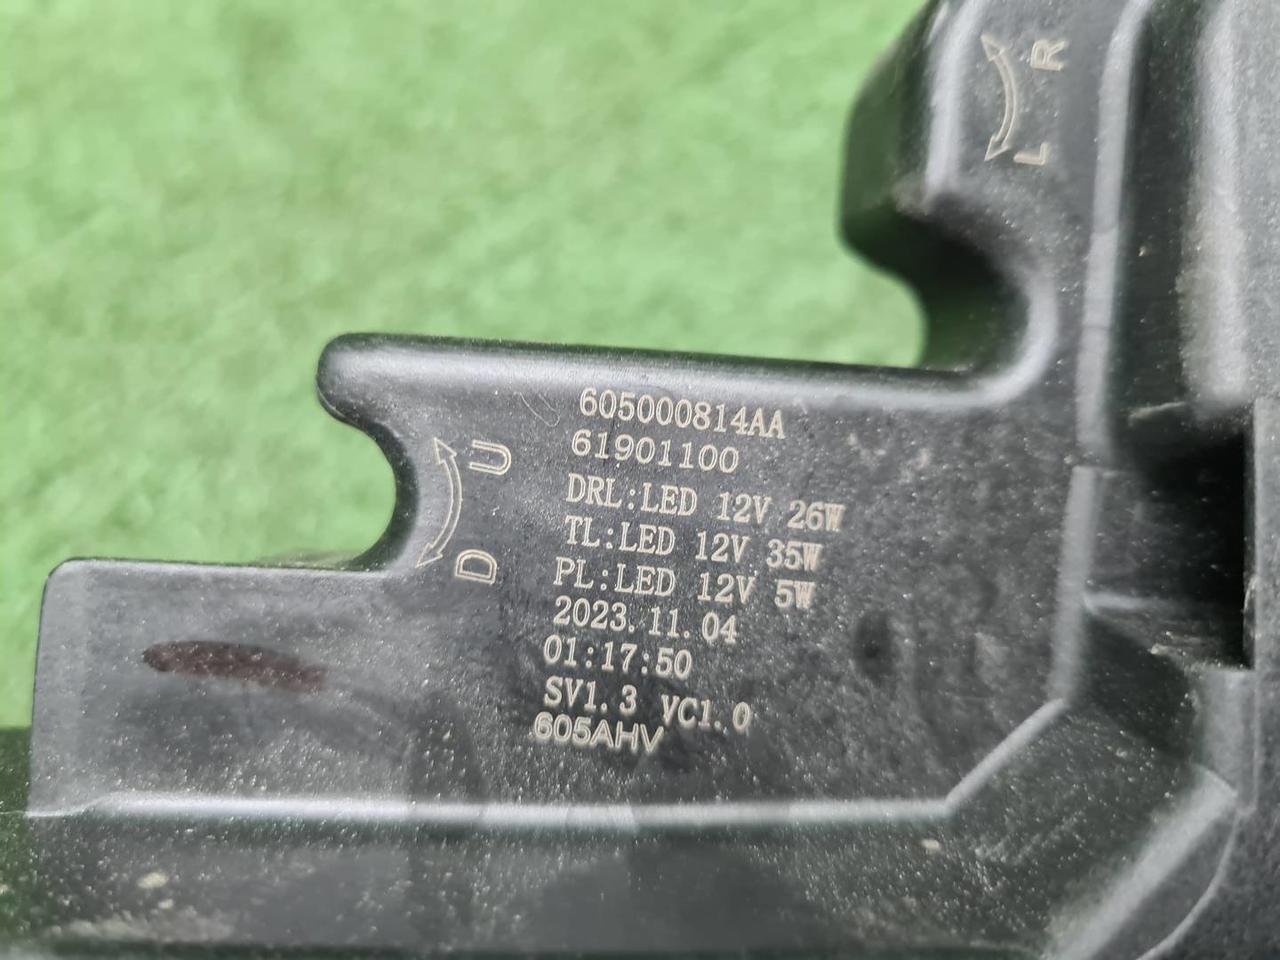 R
L
U
D
605000814AA
61901100
DRL:LED 12V 26W
TL:LED 12V 35W
PL:LED 12V 5W
2023.11.04
01:17:50
SV1.3 VC1.0
605AHV